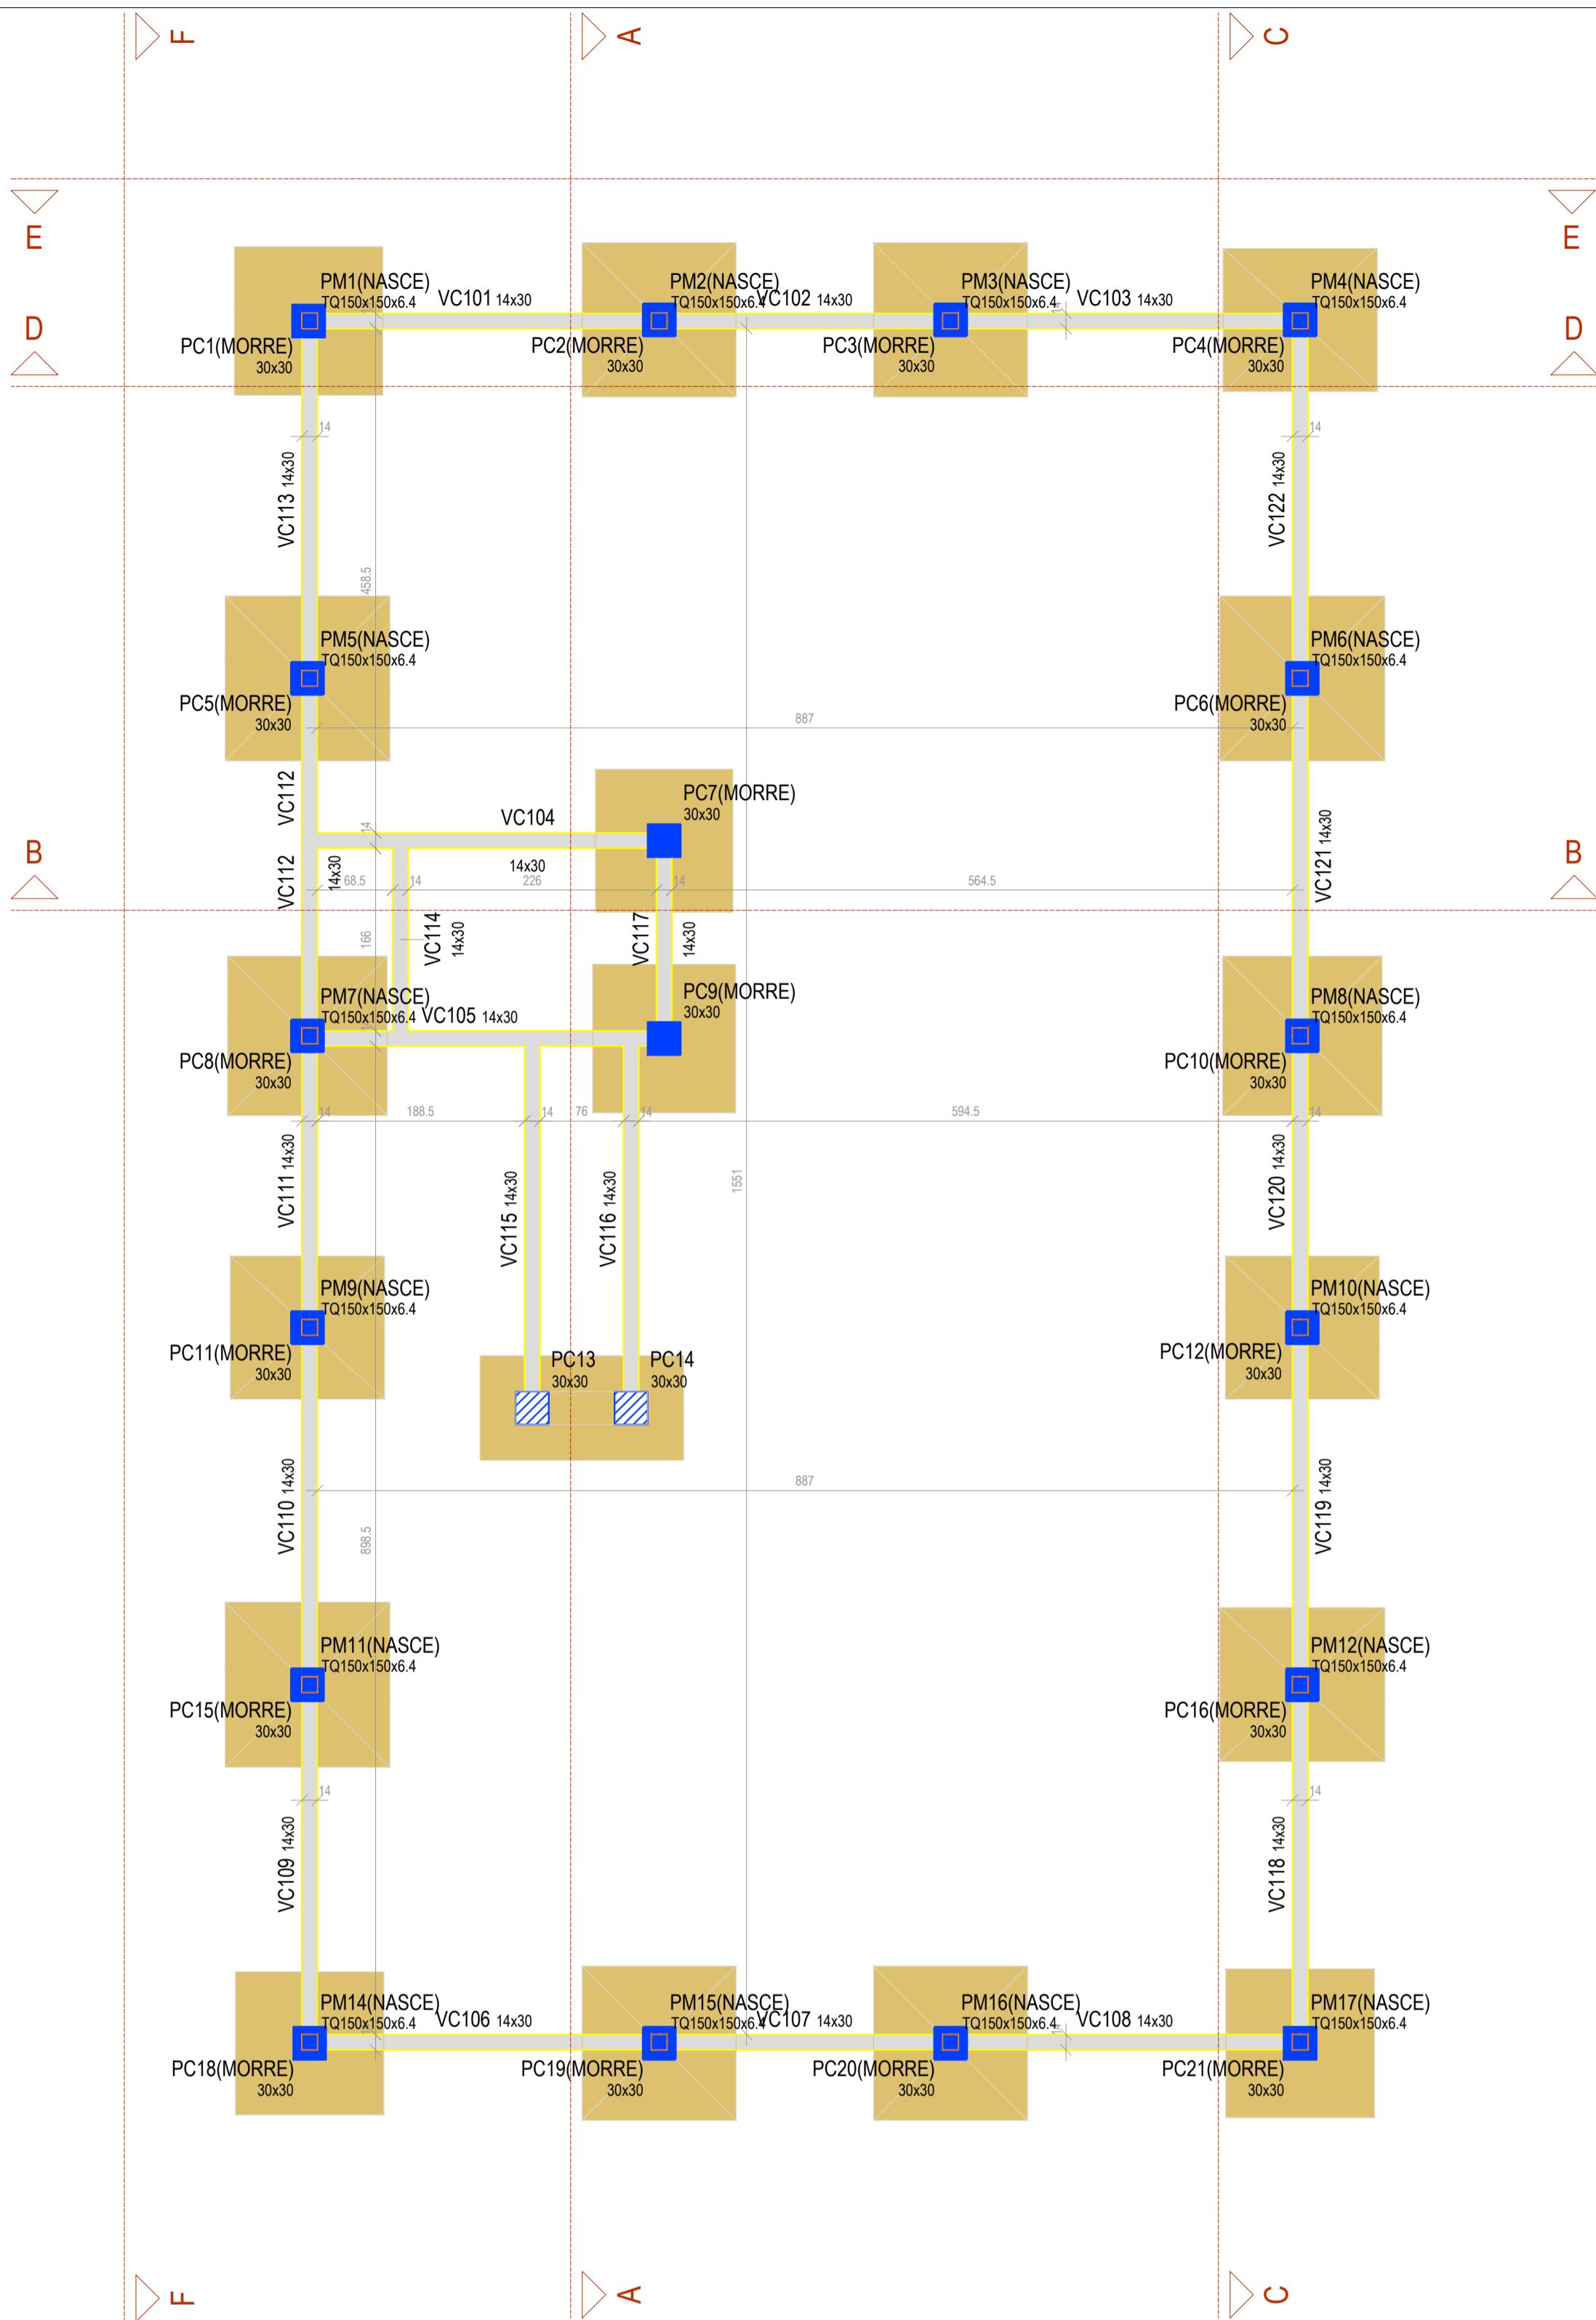 F
A
C
E
E
D
D
PM1(NASCE)
TQ150x150x6.4
VC101 14x30
PC1(MORRE)
30x30
PM2(NASCE)
TQ150x150x6.4
VC102 14x30
PC2(MORRE)
30x30
PM3(NASCE)
TQ150x150x6.4
VC103 14x30
14
PC3(MORRE)
30x30
PM4(NASCE)
TQ150x150x6.4
PC4(MORRE)
30x30
14
14
VC113 14x30
VC122 14x30
458.5
PM5(NASCE)
TQ150x150x6.4
PC5(MORRE)
30x30
PM6(NASCE)
TQ150x150x6.4
PC6(MORRE)
30x30
887
VC112
VC104
14x30
14
PC7(MORRE)
30x30
B
B
VC112
14x30
68.5
14
226
14
564.5
VC121 14x30
166
VC114
14x30
VC117
14x30
PM7(NASCE)
TQ150x150x6.4
VC105 14x30
PC8(MORRE)
30x30
PC9(MORRE)
30x30
PM8(NASCE)
TQ150x150x6.4
PC10(MORRE)
30x30
14
188.5
14
76
14
594.5
14
VC111 14x30
VC115 14x30
VC116 14x30
1551
VC120 14x30
PM9(NASCE)
TQ150x150x6.4
PC11(MORRE)
30x30
PM10(NASCE)
TQ150x150x6.4
PC12(MORRE)
30x30
PC13
30x30
PC14
30x30
887
VC110 14x30
898.5
VC119 14x30
PM11(NASCE)
TQ150x150x6.4
PC15(MORRE)
30x30
PM12(NASCE)
TQ150x150x6.4
PC16(MORRE)
30x30
14
14
VC109 14x30
VC118 14x30
PM14(NASCE)
TQ150x150x6.4
VC106 14x30
PC18(MORRE)
30x30
PM15(NASCE)
TQ150x150x6.4
VC107 14x30
PC19(MORRE)
30x30
PM16(NASCE)
TQ150x150x6.4
VC108 14x30
14
PC20(MORRE)
30x30
PM17(NASCE)
TQ150x150x6.4
PC21(MORRE)
30x30
F
A
C